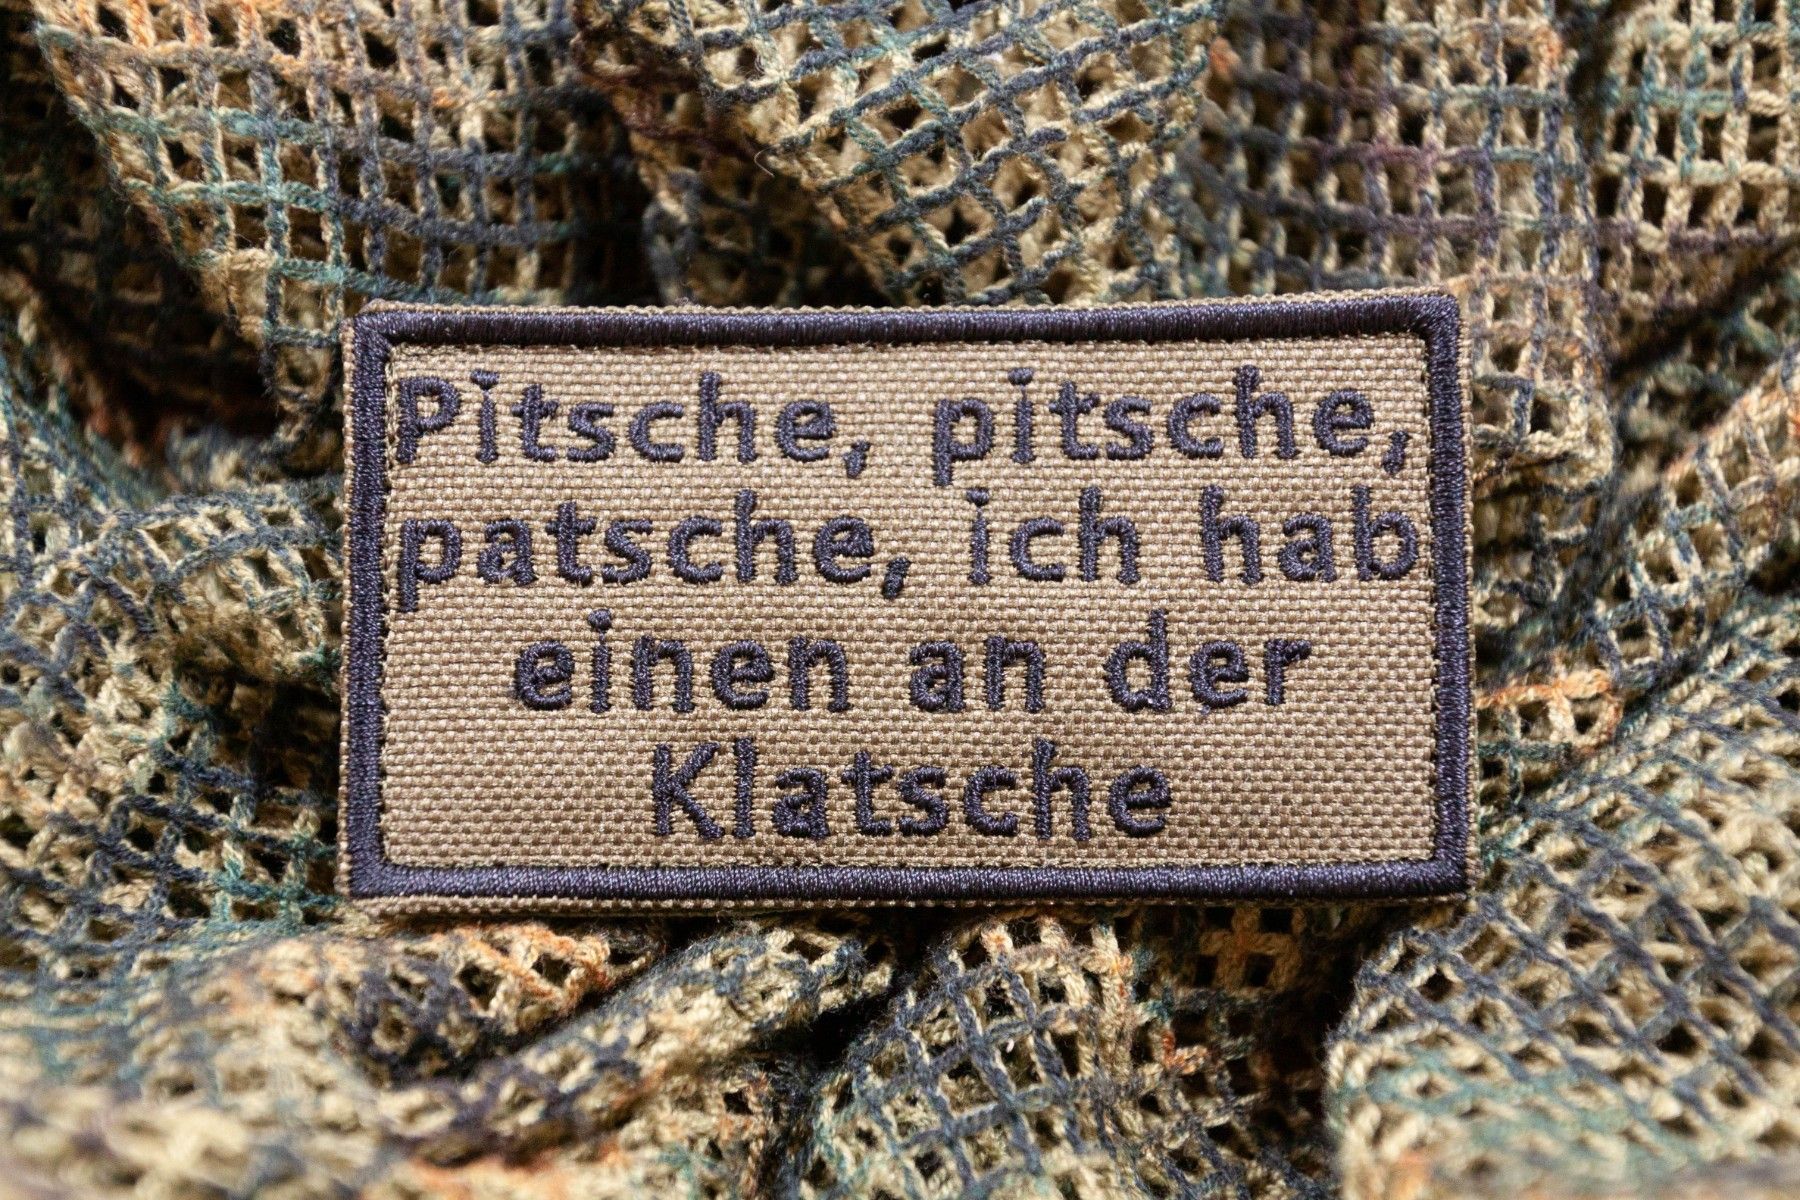 Pitsche, pitsche,
patsche, ich hab
einen an der
Klatsche